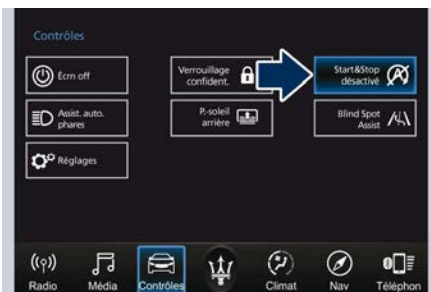 Contrôles
Écrn off
Verrouillage
confident.
Start&Stop
désactivé
Assist. auto.
phares
P.-soleil
arrière
Blind Spot
Assist
Réglages
Radio
Média
Contrôles
Climat
Nav
Téléphon